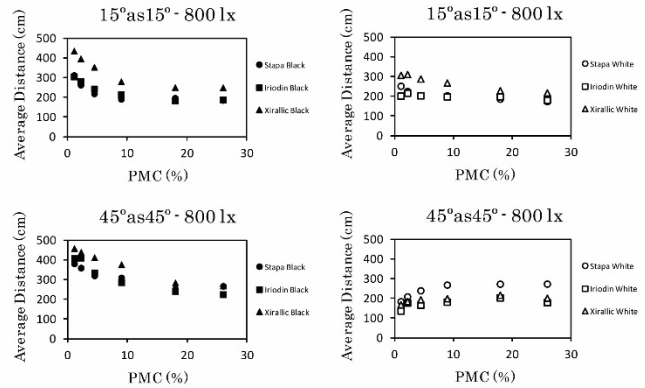 15ºas15º - 800 lx
Average Distance (cm)
500
400
300
200
100
0
0 10 20 30
PMC (%)
Stapa Black
Iriodin Black
Xirallic Black
15ºas15º - 800 lx
Average Distance (cm)
500
400
300
200
100
0
0 10 20 30
PMC (%)
Stapa White
Iriodin White
Xirallic White
45ºas45º - 800 lx
Average Distance (cm)
500
400
300
200
100
0
0 10 20 30
PMC (%)
Stapa Black
Iriodin Black
Xirallic Black
45ºas45º - 800 lx
Average Distance (cm)
500
400
300
200
100
0
0 10 20 30
PMC (%)
Stapa White
Iriodin White
Xirallic White